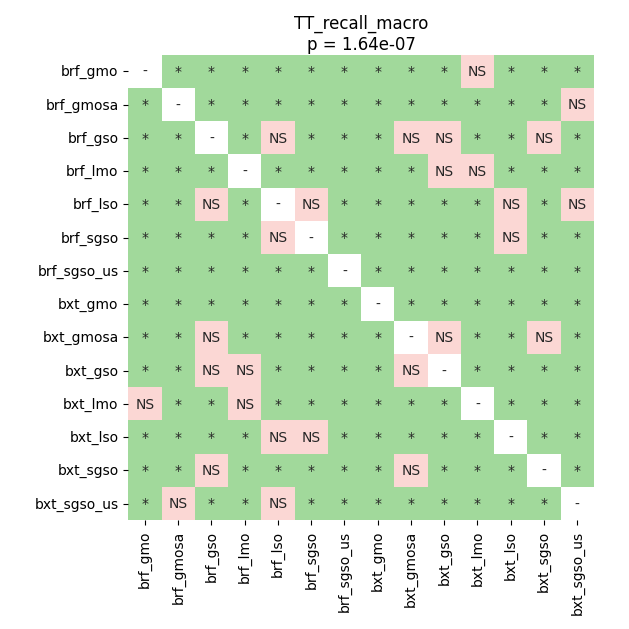 TT_recall_macro
p = 1.64e-07
brf_gmo - * * * * * * * * * NS * * *
brf_gmosa * - * * * * * * * * * * * NS
brf_gso * * - * NS * * * NS NS * * NS *
brf_lmo * * * - * * * * * NS NS * * *
brf_lso * * NS * - NS * * * * * NS * NS
brf_sgso * * * * NS - * * * * * NS * *
brf_sgso_us * * * * * * - * * * * * * *
bxt_gmo * * * * * * * - * * * * * *
bxt_gmosa * * NS * * * * * - NS * * NS *
bxt_gso * * NS NS * * * * NS - * * * *
bxt_lmo NS * * NS * * * * * * - * * *
bxt_lso * * * * NS NS * * * * * - * *
bxt_sgso * * NS * * * * * NS * * * - *
bxt_sgso_us * NS * * NS * * * * * * * * -
brf_gmo
brf_gmosa
brf_gso
brf_lmo
brf_lso
brf_sgso
brf_sgso_us
bxt_gmo
bxt_gmosa
bxt_gso
bxt_lmo
bxt_lso
bxt_sgso
bxt_sgso_us